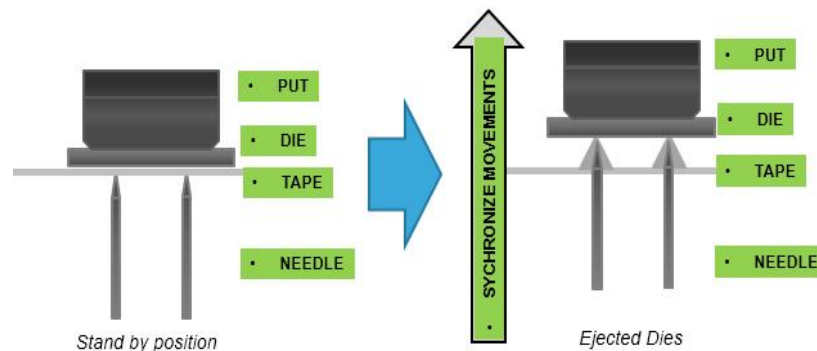 • PUT
• DIE
• TAPE
• NEEDLE
Stand by position
• SYCHRONIZE MOVEMENTS
• PUT
• DIE
• TAPE
• NEEDLE
Ejected Dies